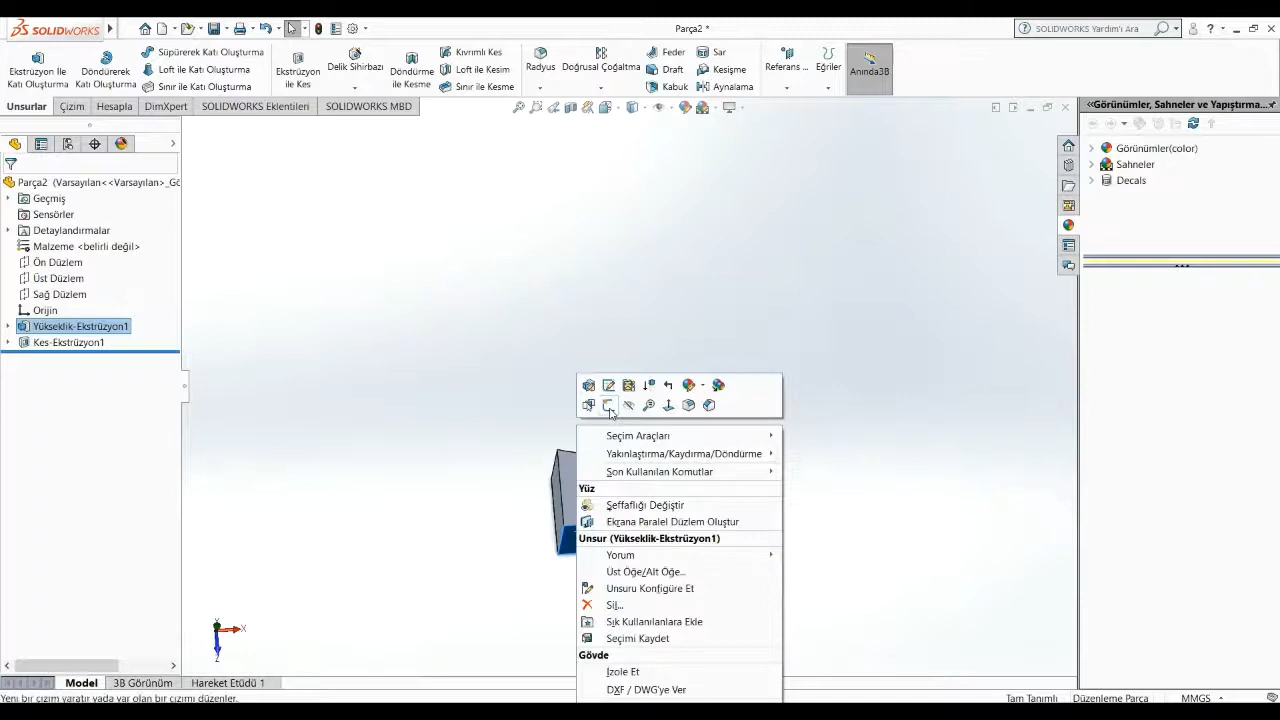 SOLIDWORKS
Parça2 *
SOLIDWORKS Yardım'ı Ara
Ekstrüzyon Ile Katı Oluşturma
Döndürerek Katı Oluşturma
Süpürerek Katı Oluşturma
Loft ile Katı Oluşturma
Sınır ile Katı Oluşturma
Ekstrüzyon ile Kes
Delik Sihirbazı
Döndürme ile Kesme
Kıvrımlı Kes
Loft ile Kesim
Sınır ile Kesme
Radyus
Doğrusal Çoğaltma
Feder
Draft
Kabuk
Sar
Kesişme
Aynalama
Referans ...
Eğriler
Anında3B
Unsurlar
Çizim
Hesapla
DimXpert
SOLIDWORKS Eklentileri
SOLIDWORKS MBD
Görünümler, Sahneler ve Yapıştırma...
Görünümler(color)
Sahneler
Decals
Parça2 (Varsayılan<<Varsayılan>_Gö
Geçmiş
Sensörler
Detaylandırmalar
Malzeme <belirli değil>
Ön Düzlem
Üst Düzlem
Sağ Düzlem
Orijin
Yükseklik-Ekstrüzyon1
Kes-Ekstrüzyon1
Seçim Araçları
Yakınlaştırma/Kaydırma/Döndürme
Son Kullanılan Komutlar
Yüz
Şeffaflığı Değiştir
Ekrana Paralel Düzlem Oluştur
Unsur (Yükseklik-Ekstrüzyon1)
Yorum
Üst Öğe/Alt Öğe...
Unsuru Konfigüre Et
Sil...
Sık Kullanılanlara Ekle
Seçimi Kaydet
Gövde
İzole Et
DXF / DWG'ye Ver
Y
X
Z
Model
3B Görünüm
Hareket Etüdü 1
Yeni bir çizim yaratır yada var olan bir çizimi düzenler.
Tam Tanımlı
Düzenleme Parça
MMGS